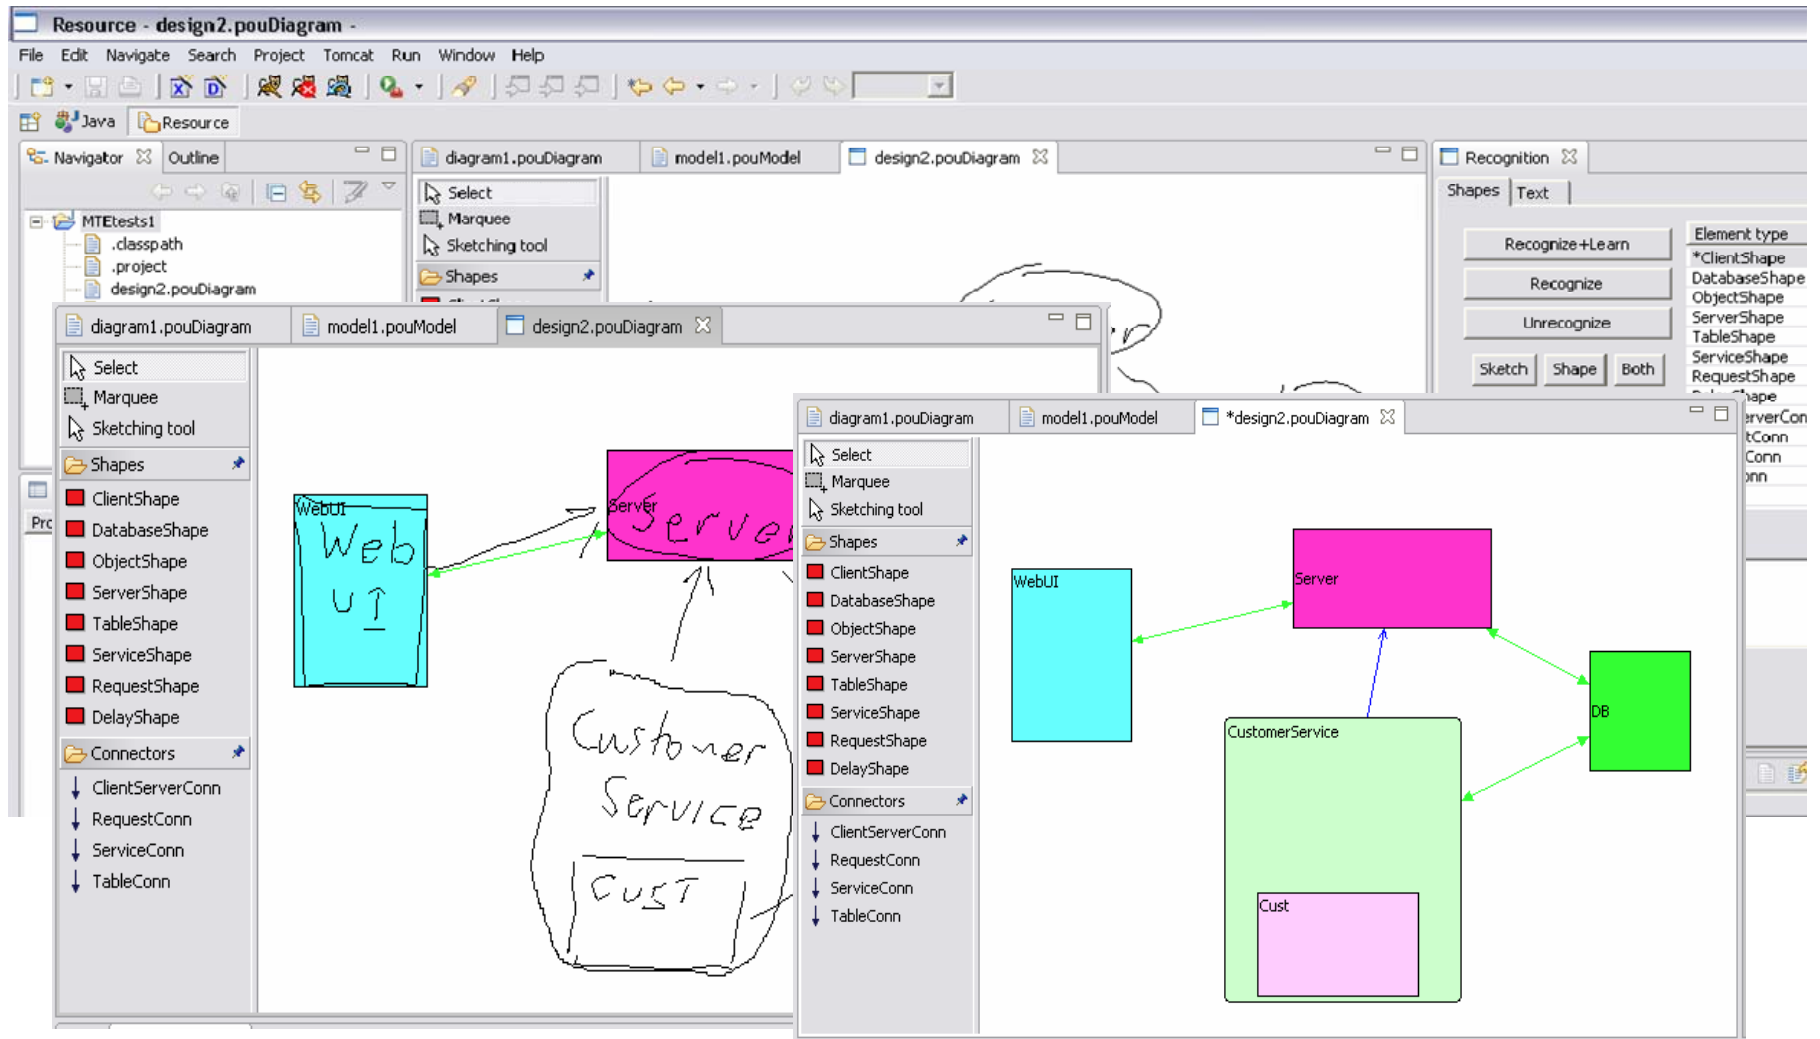 Resource - design2.pouDiagram -
File Edit Navigate Search Project Tomcat Run Window Help
Java Resource
Navigator Outline
MTEtests1
.classpath
.project
design2.pouDiagram
diagram1.pouDiagram model1.pouModel design2.pouDiagram
Select
Marquee
Sketching tool
Shapes
Recognition
Shapes Text
Recognize+Learn
Recognize
Unrecognize
Sketch Shape Both
Element type
*ClientShape
DatabaseShape
ObjectShape
ServerShape
TableShape
ServiceShape
RequestShape
diagram1.pouDiagram model1.pouModel design2.pouDiagram
Select
Marquee
Sketching tool
Shapes
ClientShape
DatabaseShape
ObjectShape
ServerShape
TableShape
ServiceShape
RequestShape
DelayShape
Connectors
ClientServerConn
RequestConn
ServiceConn
TableConn
WebUI
Web
UI
Server
Server
Customer
Service
CUST
diagram1.pouDiagram model1.pouModel *design2.pouDiagram
Select
Marquee
Sketching tool
Shapes
ClientShape
DatabaseShape
ObjectShape
ServerShape
TableShape
ServiceShape
RequestShape
DelayShape
Connectors
ClientServerConn
RequestConn
ServiceConn
TableConn
WebUI
Server
DB
CustomerService
Cust